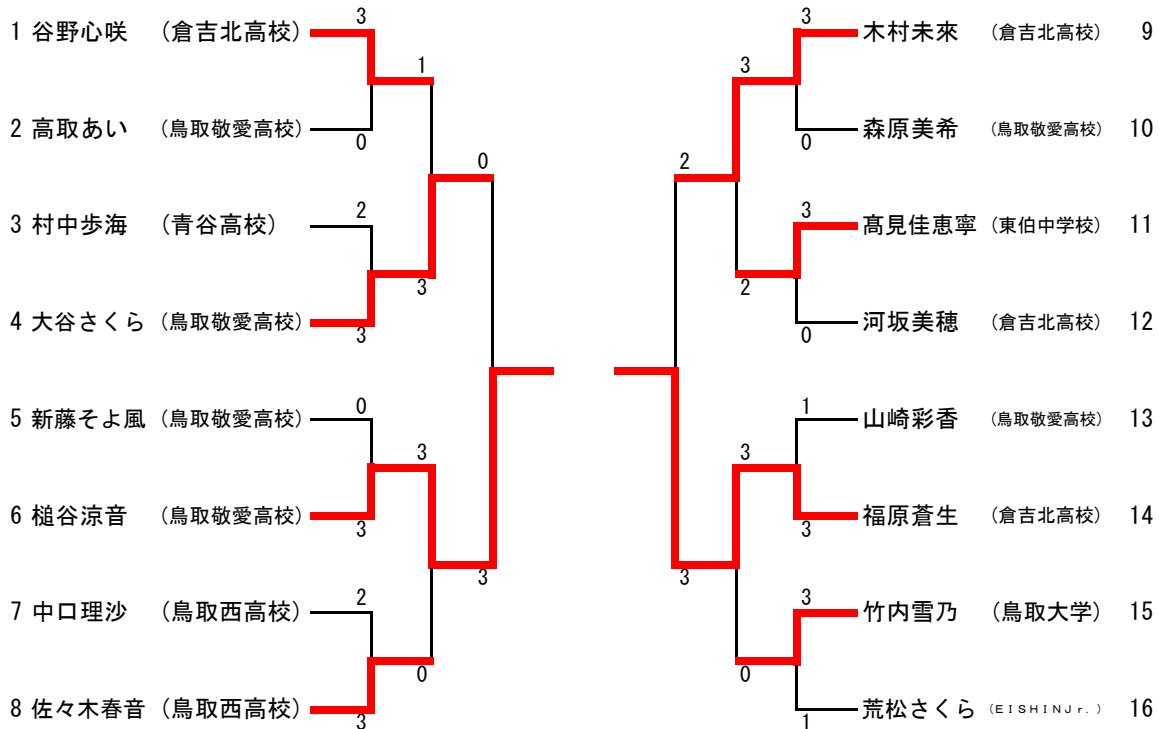 3
1 谷野心咲 (倉吉北高校)
1
2 高取あい (鳥取敬愛高校)
0
0
3 村中歩海 (青谷高校)
2
3
4 大谷さくら (鳥取敬愛高校)
3
5 新藤そよ風 (鳥取敬愛高校)
0
3
6 槌谷涼音 (鳥取敬愛高校)
3
3
7 中口理沙 (鳥取西高校)
2
0
8 佐々木春音 (鳥取西高校)
3
3
木村未來 (倉吉北高校) 9
3
森原美希 (鳥取敬愛高校) 10
0
2
3
髙見佳恵寧 (東伯中学校) 11
2
河坂美穂 (倉吉北高校) 12
0
1
山崎彩香 (鳥取敬愛高校) 13
3
福原蒼生 (倉吉北高校) 14
3
3
3
竹内雪乃 (鳥取大学) 15
0
荒松さくら (EISHINJr.) 16
1